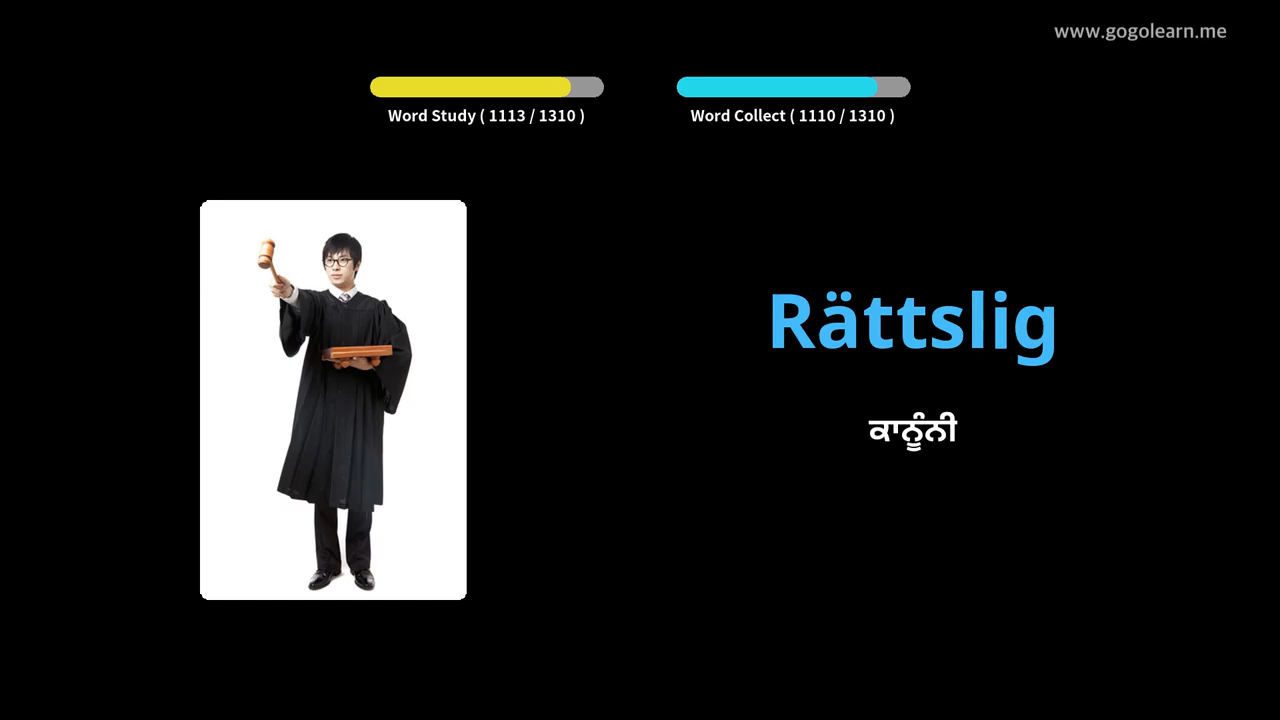 www.gogolearn.me
Word Study ( 1113 / 1310 )
Word Collect ( 1110 / 1310 )
Rättslig
ਕਾਨੂੰਨੀ